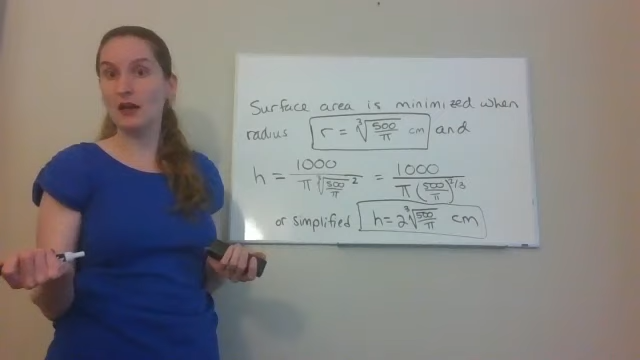 Surface area is minimized when
radius r = ∛(500/π) cm and
h = 1000/(π ∛(500/π)²) = 1000/(π (500/π)^(2/3))
or simplified h = 2∛(500/π) cm